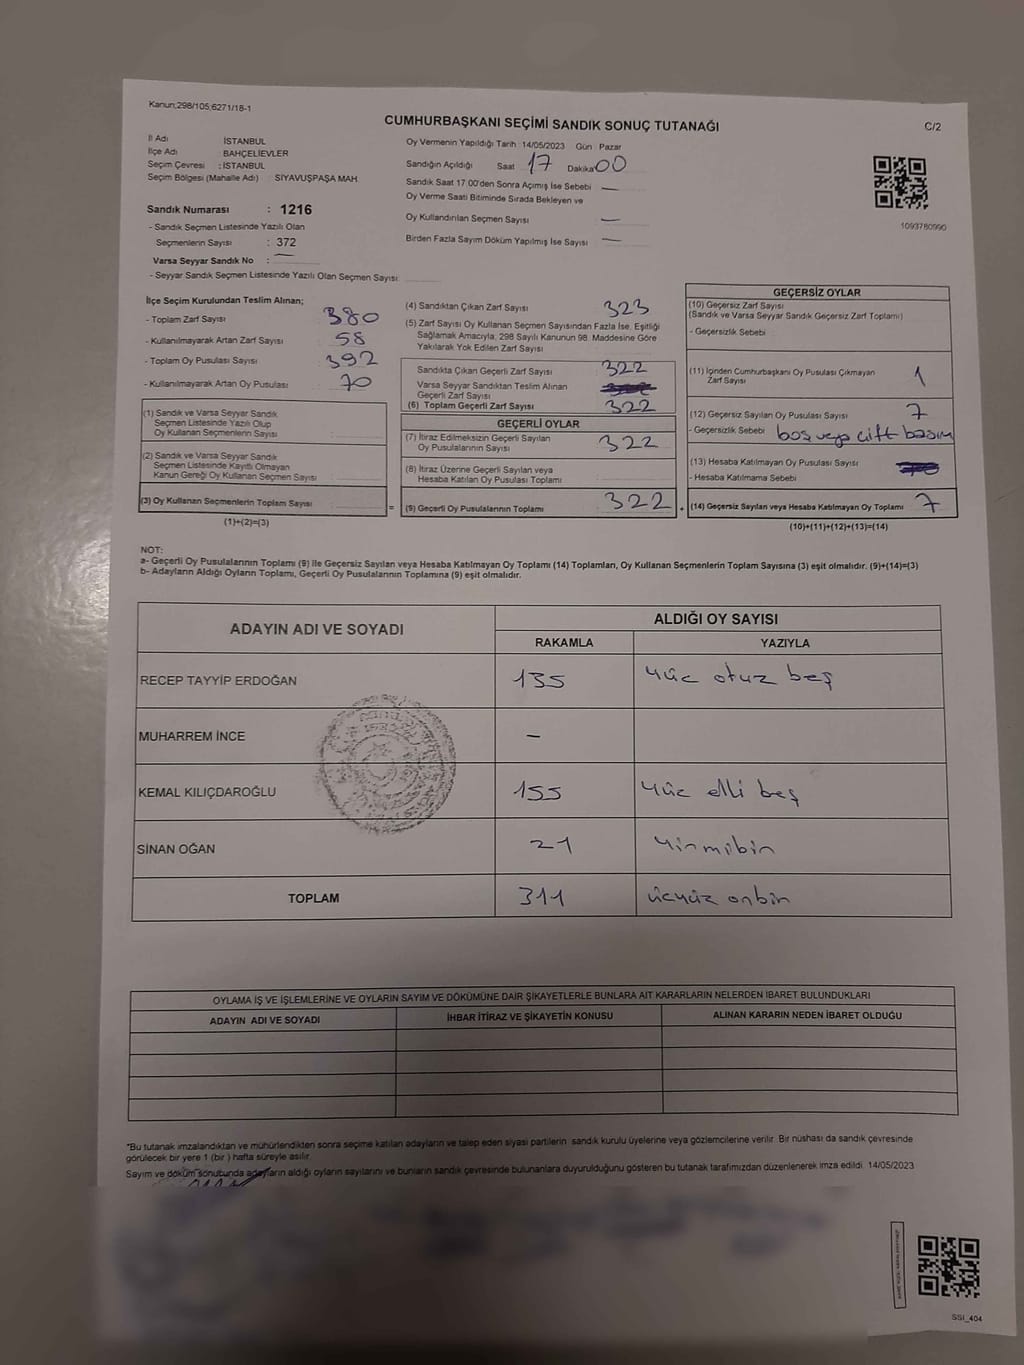 Kanun;298/105;6271/18-1
CUMHURBAŞKANI SEÇİMİ SANDIK SONUÇ TUTANAĞI
C/2
İl Adı İSTANBUL
İlçe Adı BAHÇELİEVLER
Seçim Çevresi : İSTANBUL
Seçim Bölgesi (Mahalle Adı) : SİYAVUŞPAŞA MAH.
Sandık Numarası : 1216
- Sandık Seçmen Listesinde Yazılı Olan
Seçmenlerin Sayısı : 372
Varsa Seyyar Sandık No : —
- Seyyar Sandık Seçmen Listesinde Yazılı Olan Seçmen Sayısı:
Oy Vermenin Yapıldığı Tarih :14/05/2023 Gün : Pazar
Sandığın Açıldığı Saat 17 Dakika 00
Sandık Saat 17:00'den Sonra Açımış İse Sebebi —
Oy Verme Saati Bitiminde Sırada Bekleyen ve
Oy Kullandırılan Seçmen Sayısı —
Birden Fazla Sayım Döküm Yapılmış İse Sayısı —
1093780990
İlçe Seçim Kurulundan Teslim Alınan;
- Toplam Zarf Sayısı : 380
- Kullanılmayarak Artan Zarf Sayısı : 58
- Toplam Oy Pusulası Sayısı : 392
- Kullanılmayarak Artan Oy Pusulası : 70
(1) Sandık ve Varsa Seyyar Sandık
Seçmen Listesinde Yazılı Olup
Oy Kullanan Seçmenlerin Sayısı :
(2) Sandık ve Varsa Seyyar Sandık
Seçmen Listesinde Kayıtlı Olmayan
Kanun Gereği Oy Kullanan Seçmen Sayısı :
(3) Oy Kullanan Seçmenlerin Toplam Sayısı
(1)+(2)=(3)
=
(4) Sandıktan Çıkan Zarf Sayısı 323
(5) Zarf Sayısı Oy Kullanan Seçmen Sayısından Fazla İse, Eşitliği
Sağlamak Amacıyla, 298 Sayılı Kanunun 98. Maddesine Göre
Yakılarak Yok Edilen Zarf Sayısı
Sandıkta Çıkan Geçerli Zarf Sayısı 322
Varsa Seyyar Sandıktan Teslim Alınan
Geçerli Zarf Sayısı
(6) Toplam Geçerli Zarf Sayısı 322
GEÇERLİ OYLAR
(7) İtiraz Edilmeksizin Geçerli Sayılan
Oy Pusulalarının Sayısı 322
(8) İtiraz Üzerine Geçerli Sayılan veya
Hesaba Katılan Oy Pusulası Toplamı
(9) Geçerli Oy Pusulalarının Toplamı 322
+
GEÇERSİZ OYLAR
(10) Geçersiz Zarf Sayısı
(Sandık ve Varsa Seyyar Sandık Geçersiz Zarf Toplamı)
- Geçersizlik Sebebi
(11) İçinden Cumhurbaşkanı Oy Pusulası Çıkmayan
Zarf Sayısı 1
(12) Geçersiz Sayılan Oy Pusulası Sayısı 7
- Geçersizlik Sebebi boş veya çift basım
(13) Hesaba Katılmayan Oy Pusulası Sayısı
- Hesaba Katılmama Sebebi
(14) Geçersiz Sayılan veya Hesaba Katılmayan Oy Toplamı 7
(10)+(11)+(12)+(13)=(14)
NOT:
a- Geçerli Oy Pusulalarının Toplamı (9) ile Geçersiz Sayılan veya Hesaba Katılmayan Oy Toplamı (14) Toplamları, Oy Kullanan Seçmenlerin Toplam Sayısına (3) eşit olmalıdır. (9)+(14)=(3)
b- Adayların Aldığı Oyların Toplamı, Geçerli Oy Pusulalarının Toplamına (9) eşit olmalıdır.
ADAYIN ADI VE SOYADI
ALDIĞI OY SAYISI
RAKAMLA YAZIYLA
RECEP TAYYİP ERDOĞAN 135 yüz otuz beş
MUHARREM İNCE —
KEMAL KILIÇDAROĞLU 155 yüz elli beş
SİNAN OĞAN 21 yirmibir
TOPLAM 311 üçyüz onbir
OYLAMA İŞ VE İŞLEMLERİNE VE OYLARIN SAYIM VE DÖKÜMÜNE DAİR ŞİKAYETLERLE BUNLARA AİT KARARLARIN NELERDEN İBARET BULUNDUKLARI
ADAYIN ADI VE SOYADI İHBAR İTİRAZ VE ŞİKAYETİN KONUSU ALINAN KARARIN NEDEN İBARET OLDUĞU
*Bu tutanak imzalandıktan ve mühürlendikten sonra seçime katılan adayların ve talep eden siyasi partilerin sandık kurulu üyelerine veya gözlemcilerine verilir. Bir nüshası da sandık çevresinde
görülecek bir yere 1 (bir ) hafta süreyle asılır.
Sayım ve döküm sonubunda adayların aldığı oyların sayılarını ve bunların sandık çevresinde bulunanlara duyurulduğunu gösteren bu tutanak tarafımızdan düzenlenerek imza edildi. 14/05/2023
SSI_404